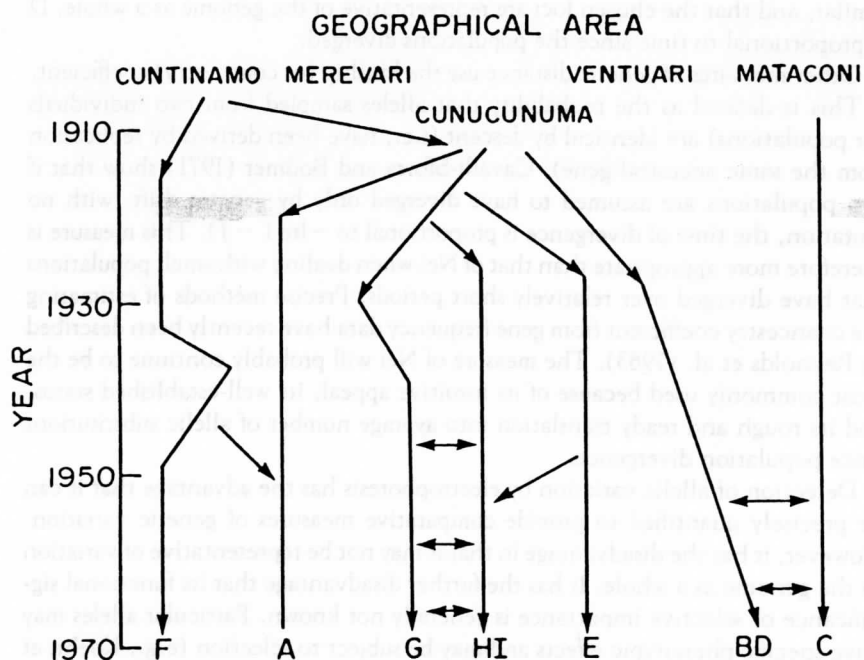 GEOGRAPHICAL AREA
CUNTINAMO MEREVARI VENTUARI MATACONI
CUNUCUNUMA
1910
1930
YEAR
1950
1970
F A G HI E BD C